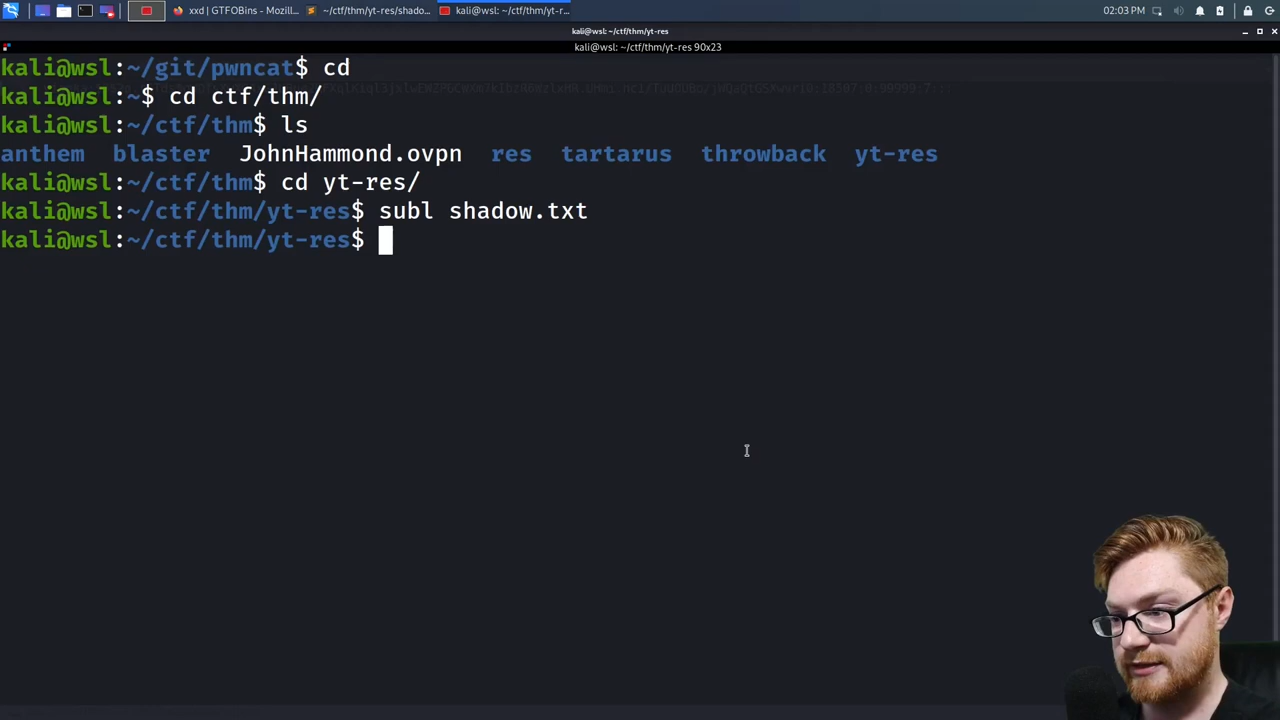 xxd | GTFOBins - Mozill...
~/ctf/thm/yt-res/shado...
kali@wsl: ~/ctf/thm/yt-r...
02:03 PM
kali@wsl: ~/ctf/thm/yt-res
kali@wsl: ~/ctf/thm/yt-res 90x23
kali@wsl:~/git/pwncat$ cd
kali@wsl:~$ cd ctf/thm/
kali@wsl:~/ctf/thm$ ls
anthem blaster JohnHammond.ovpn res tartarus throwback yt-res
kali@wsl:~/ctf/thm$ cd yt-res/
kali@wsl:~/ctf/thm/yt-res$ subl shadow.txt
kali@wsl:~/ctf/thm/yt-res$